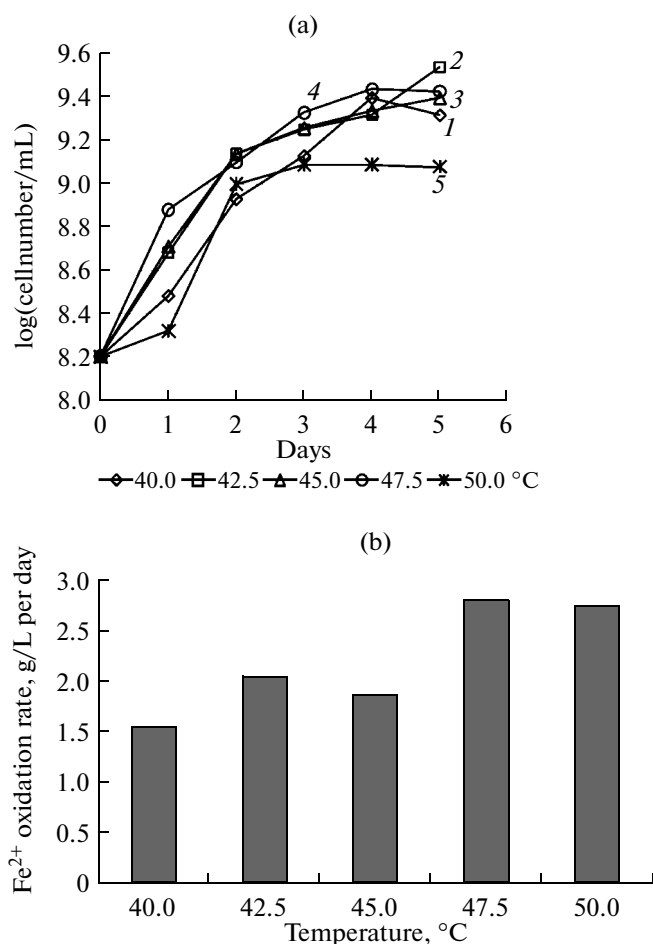 (a)
log(cell number/mL)
9.6
9.4
9.2
9.0
8.8
8.6
8.4
8.2
8.0
0 1 2 3 4 5 6
Days
4
2
3
1
5
40.0 42.5 45.0 47.5 50.0 °C
(b)
Fe²⁺ oxidation rate, g/L per day
3.0
2.5
2.0
1.5
1.0
0.5
0
40.0 42.5 45.0 47.5 50.0
Temperature, °C